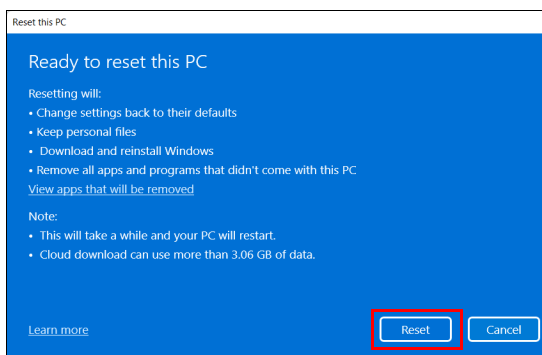 Reset this PC
Ready to reset this PC
Resetting will:
• Change settings back to their defaults
• Keep personal files
• Download and reinstall Windows
• Remove all apps and programs that didn't come with this PC
View apps that will be removed
Note:
• This will take a while and your PC will restart.
• Cloud download can use more than 3.06 GB of data.
Learn more
Reset
Cancel